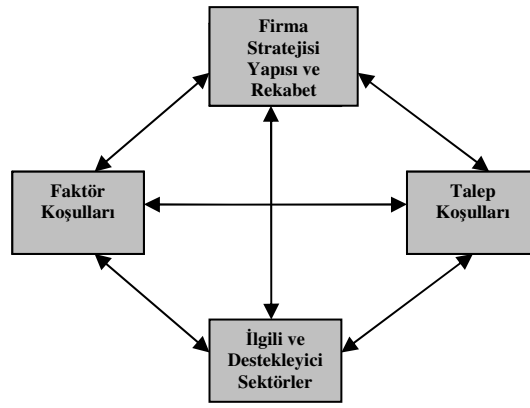 Firma
Stratejisi
Yapısı ve
Rekabet
Faktör
Koşulları
Talep
Koşulları
İlgili ve
Destekleyici
Sektörler